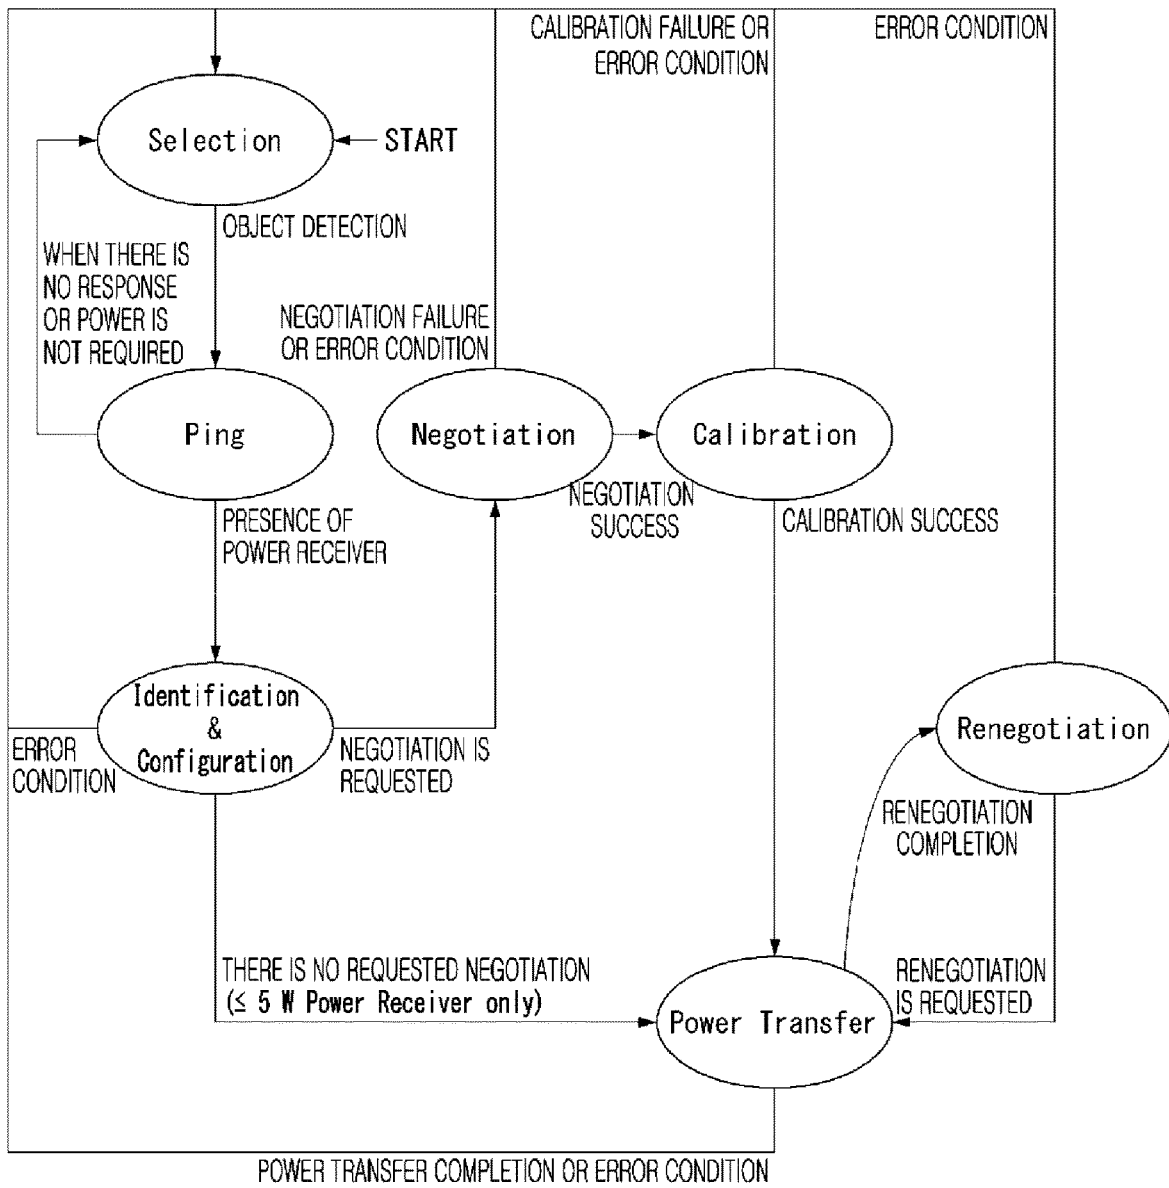 CALIBRATION FAILURE OR
ERROR CONDITION
ERROR CONDITION
Selection
START
OBJECT DETECTION
WHEN THERE IS
NO RESPONSE
OR POWER IS
NOT REQUIRED
NEGOTIATION FAILURE
OR ERROR CONDITION
Ping
Negotiation
Calibration
NEGOTIATION
SUCCESS
CALIBRATION SUCCESS
PRESENCE OF
POWER RECEIVER
Identification
&
Configuration
ERROR
CONDITION
NEGOTIATION IS
REQUESTED
Renegotiation
RENEGOTIATION
COMPLETION
THERE IS NO REQUESTED NEGOTIATION
(≤ 5 W Power Receiver only)
Power Transfer
RENEGOTIATION
IS REQUESTED
POWER TRANSFER COMPLETION OR ERROR CONDITION